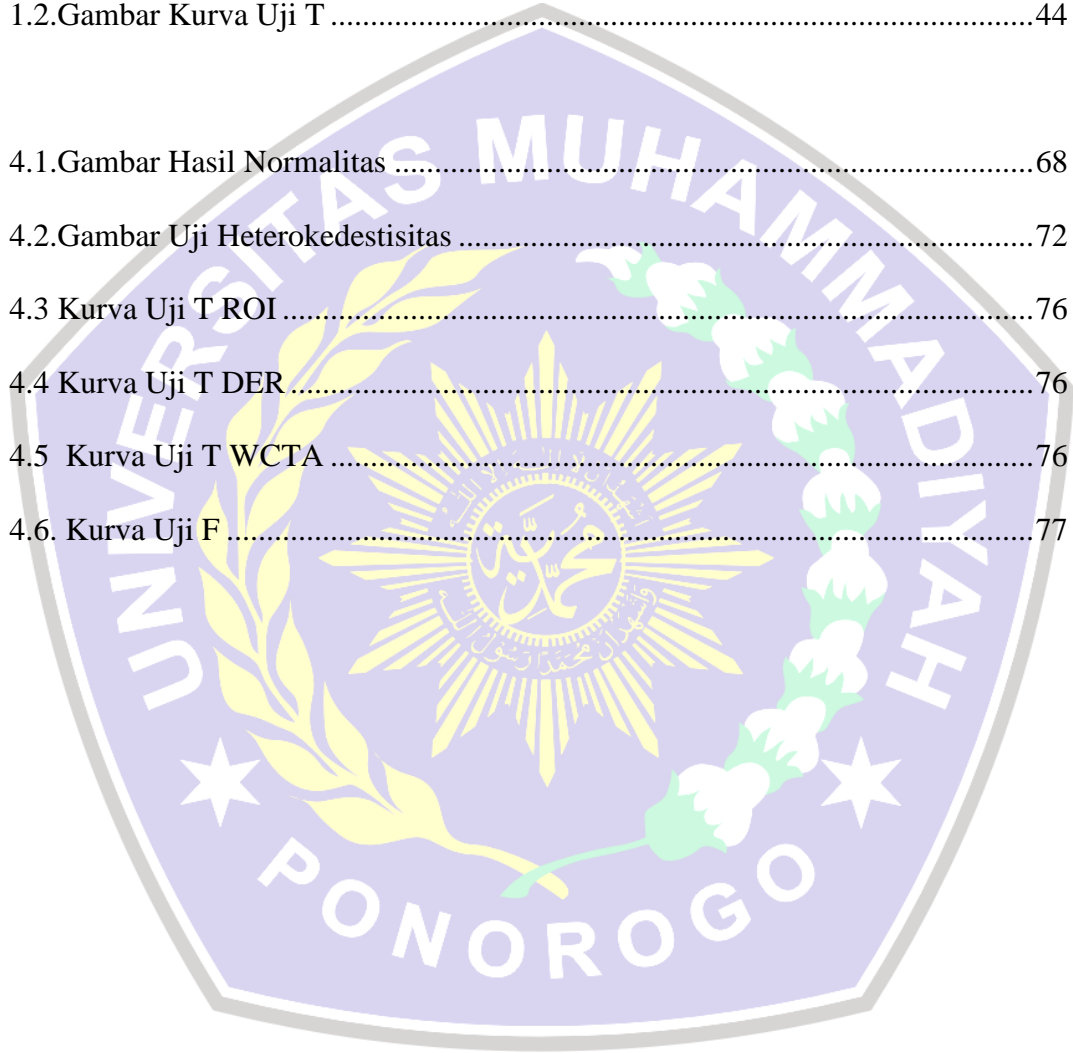 1.2.Gambar Kurva Uji T ........................................................................................ 44
4.1.Gambar Hasil Normalitas ................................................................................ 68
4.2.Gambar Uji Heterokedestisitas ........................................................................ 72
4.3 Kurva Uji T ROI .............................................................................................. 76
4.4 Kurva Uji T DER ............................................................................................. 76
4.5  Kurva Uji T WCTA ........................................................................................ 76
4.6. Kurva Uji F ..................................................................................................... 77
UNIVERSITAS MUHAMMADIYAH
PONOROGO
محمد